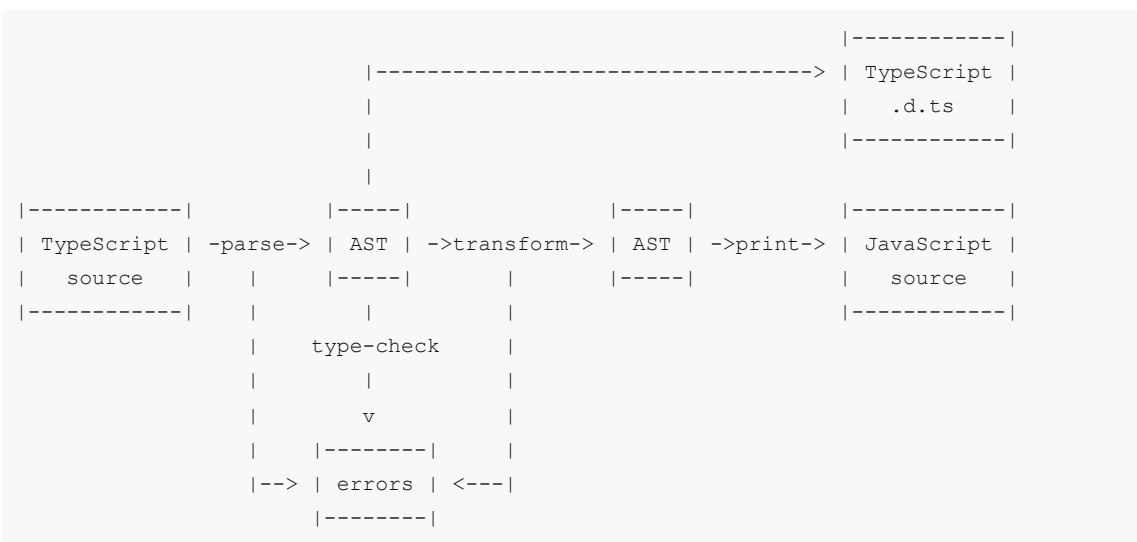 |------------|
|----------------------------------> | TypeScript |
| | .d.ts |
| |------------|
|
|------------| |-----| |-----| |------------|
| TypeScript | -parse-> | AST | ->transform-> | AST | ->print-> | JavaScript |
| source | | |-----| | |-----| | source |
|------------| | | | |------------|
| type-check |
| | |
| v |
| |--------| |
|--> | errors | <---|
|--------|